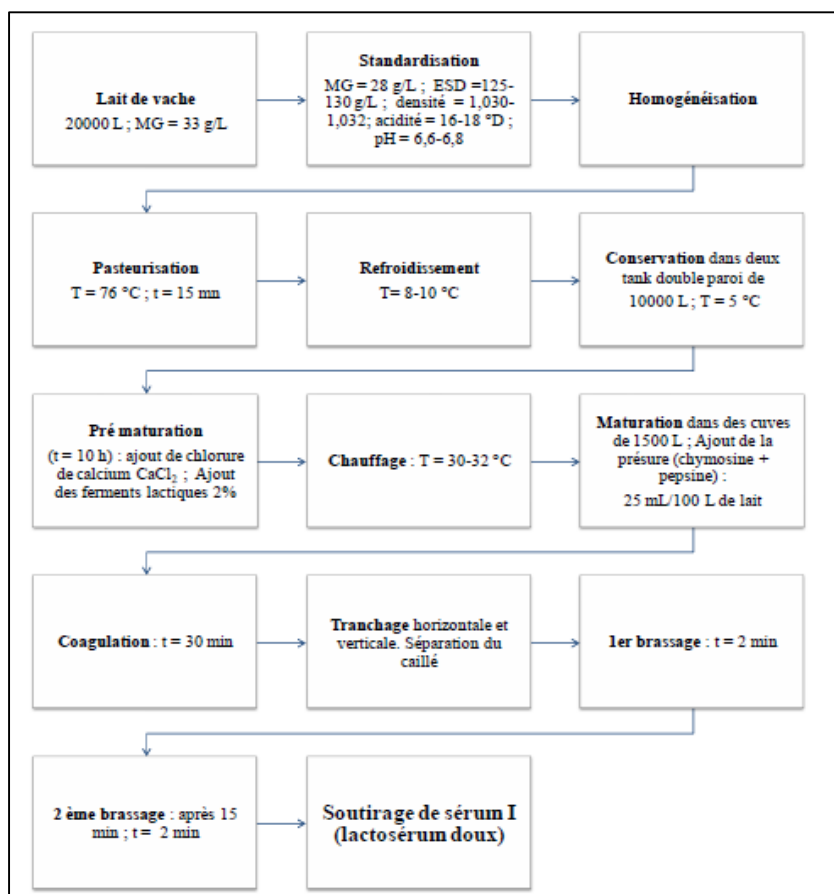 Lait de vache
20000 L ; MG = 33 g/L
Standardisation
MG = 28 g/L ; ESD =125-
130 g/L ; densité = 1,030-
1,032; acidité = 16-18 °D ;
pH = 6,6-6,8
Homogénéisation
Pasteurisation
T = 76 °C ; t = 15 mn
Refroidissement
T= 8-10 °C
Conservation dans deux
tank double paroi de
10000 L ; T = 5 °C
Pré maturation
(t = 10 h) : ajout de chlorure
de calcium CaCl₂ ; Ajout
des ferments lactiques 2%
Chauffage : T = 30-32 °C
Maturation dans des cuves
de 1500 L ; Ajout de la
présure (chymosine +
pepsine) :
25 mL/100 L de lait
Coagulation : t = 30 min
Tranchage horizontale et
verticale. Séparation du
caillé
1er brassage : t = 2 min
2 ème brassage : après 15
min ; t = 2 min
Soutirage de sérum I
(lactosérum doux)